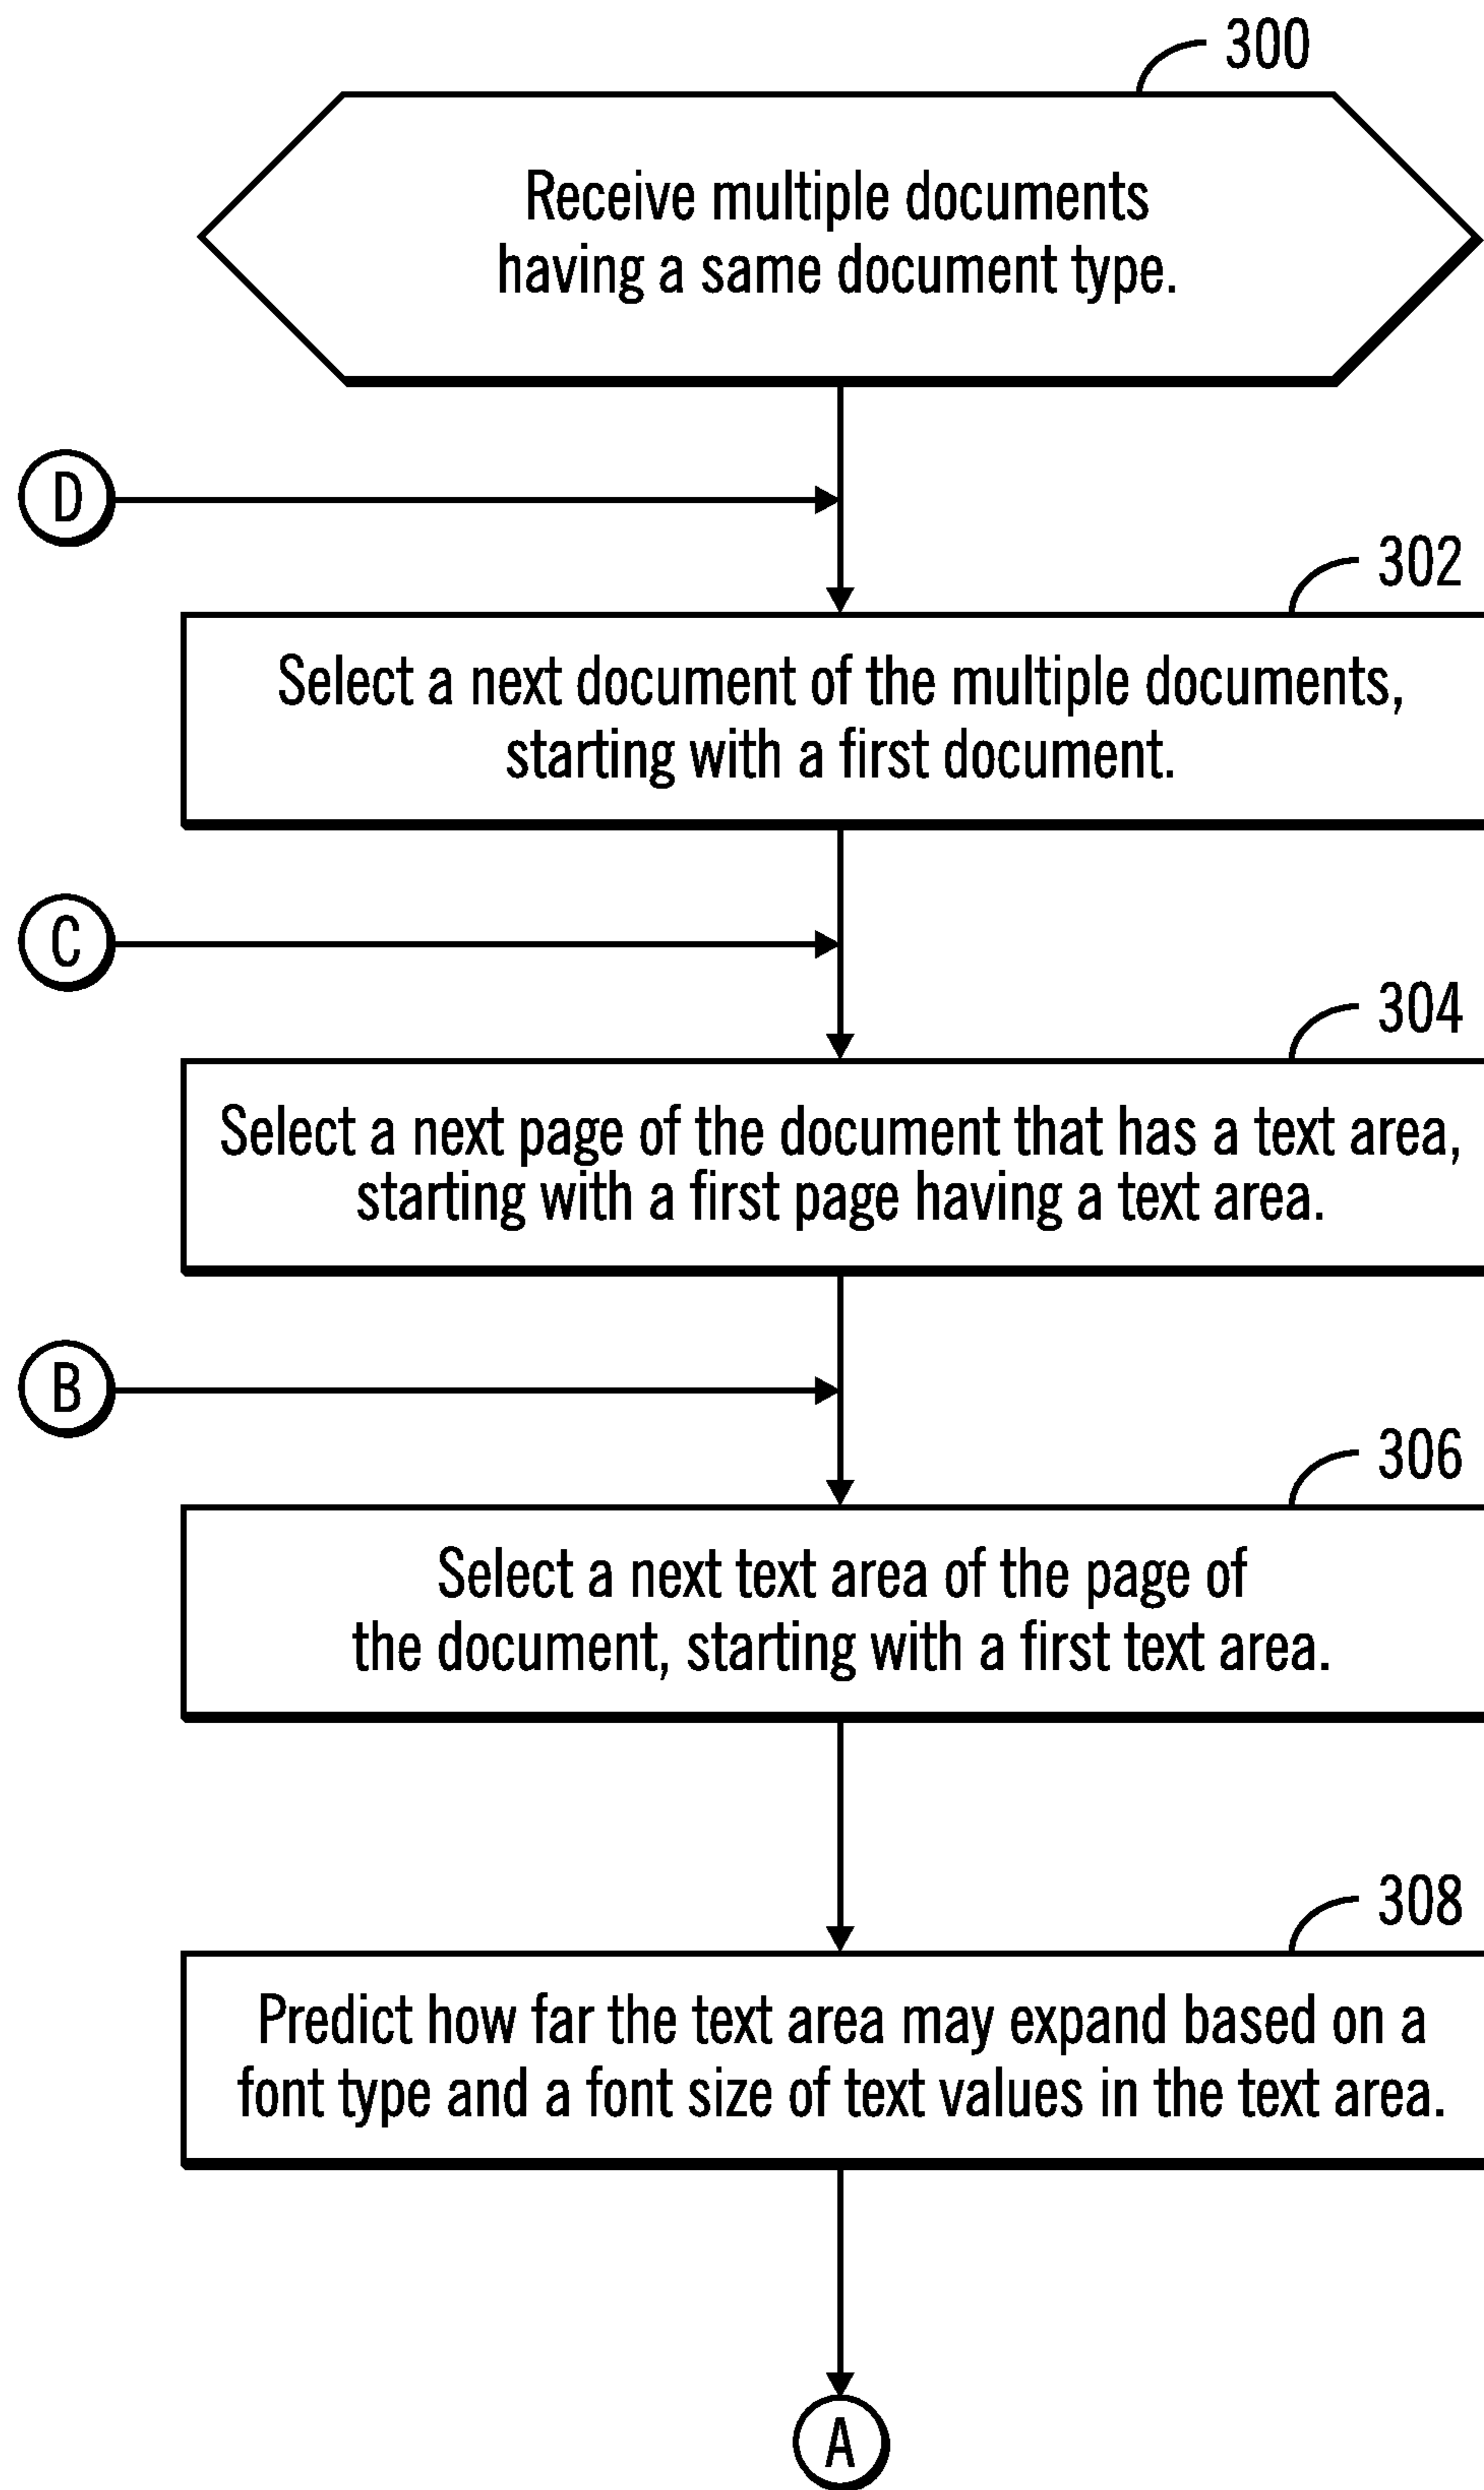 300
Receive multiple documents
having a same document type.
D
302
Select a next document of the multiple documents,
starting with a first document.
C
304
Select a next page of the document that has a text area,
starting with a first page having a text area.
B
306
Select a next text area of the page of
the document, starting with a first text area.
308
Predict how far the text area may expand based on a
font type and a font size of text values in the text area.
A